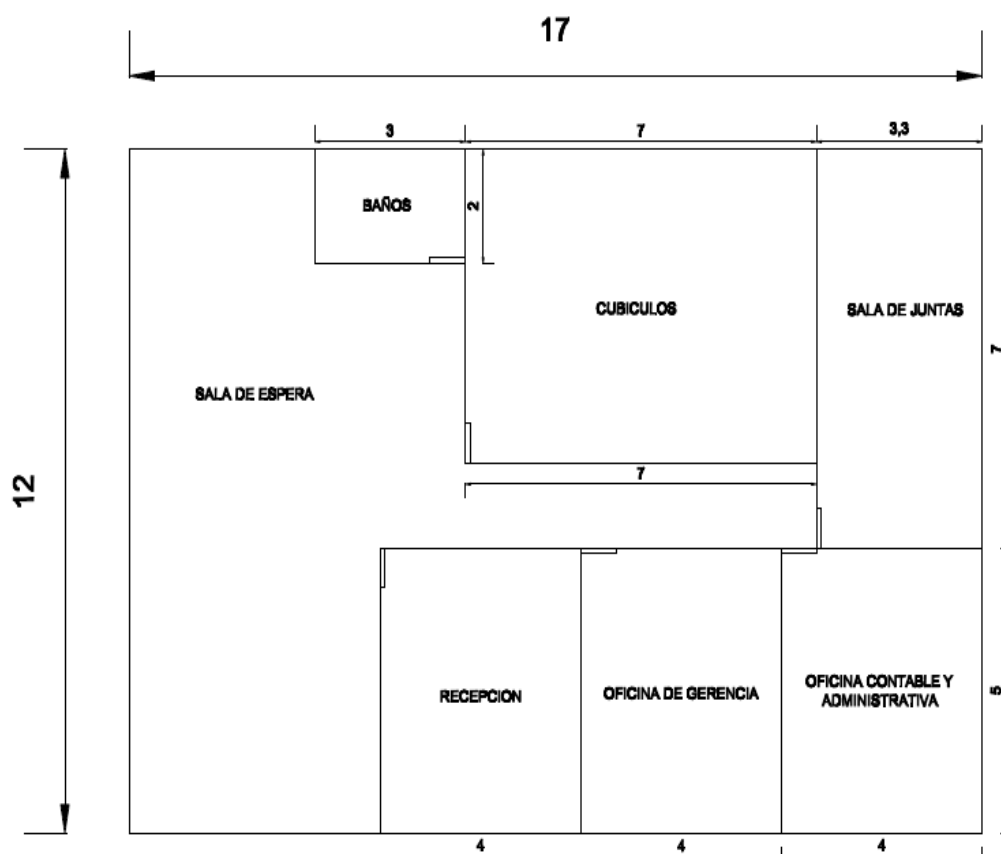 17
3
7
3,3
BAÑOS
2
CUBICULOS
SALA DE JUNTAS
7
SALA DE ESPERA
12
7
RECEPCION
OFICINA DE GERENCIA
OFICINA CONTABLE Y
ADMINISTRATIVA
5
4
4
4